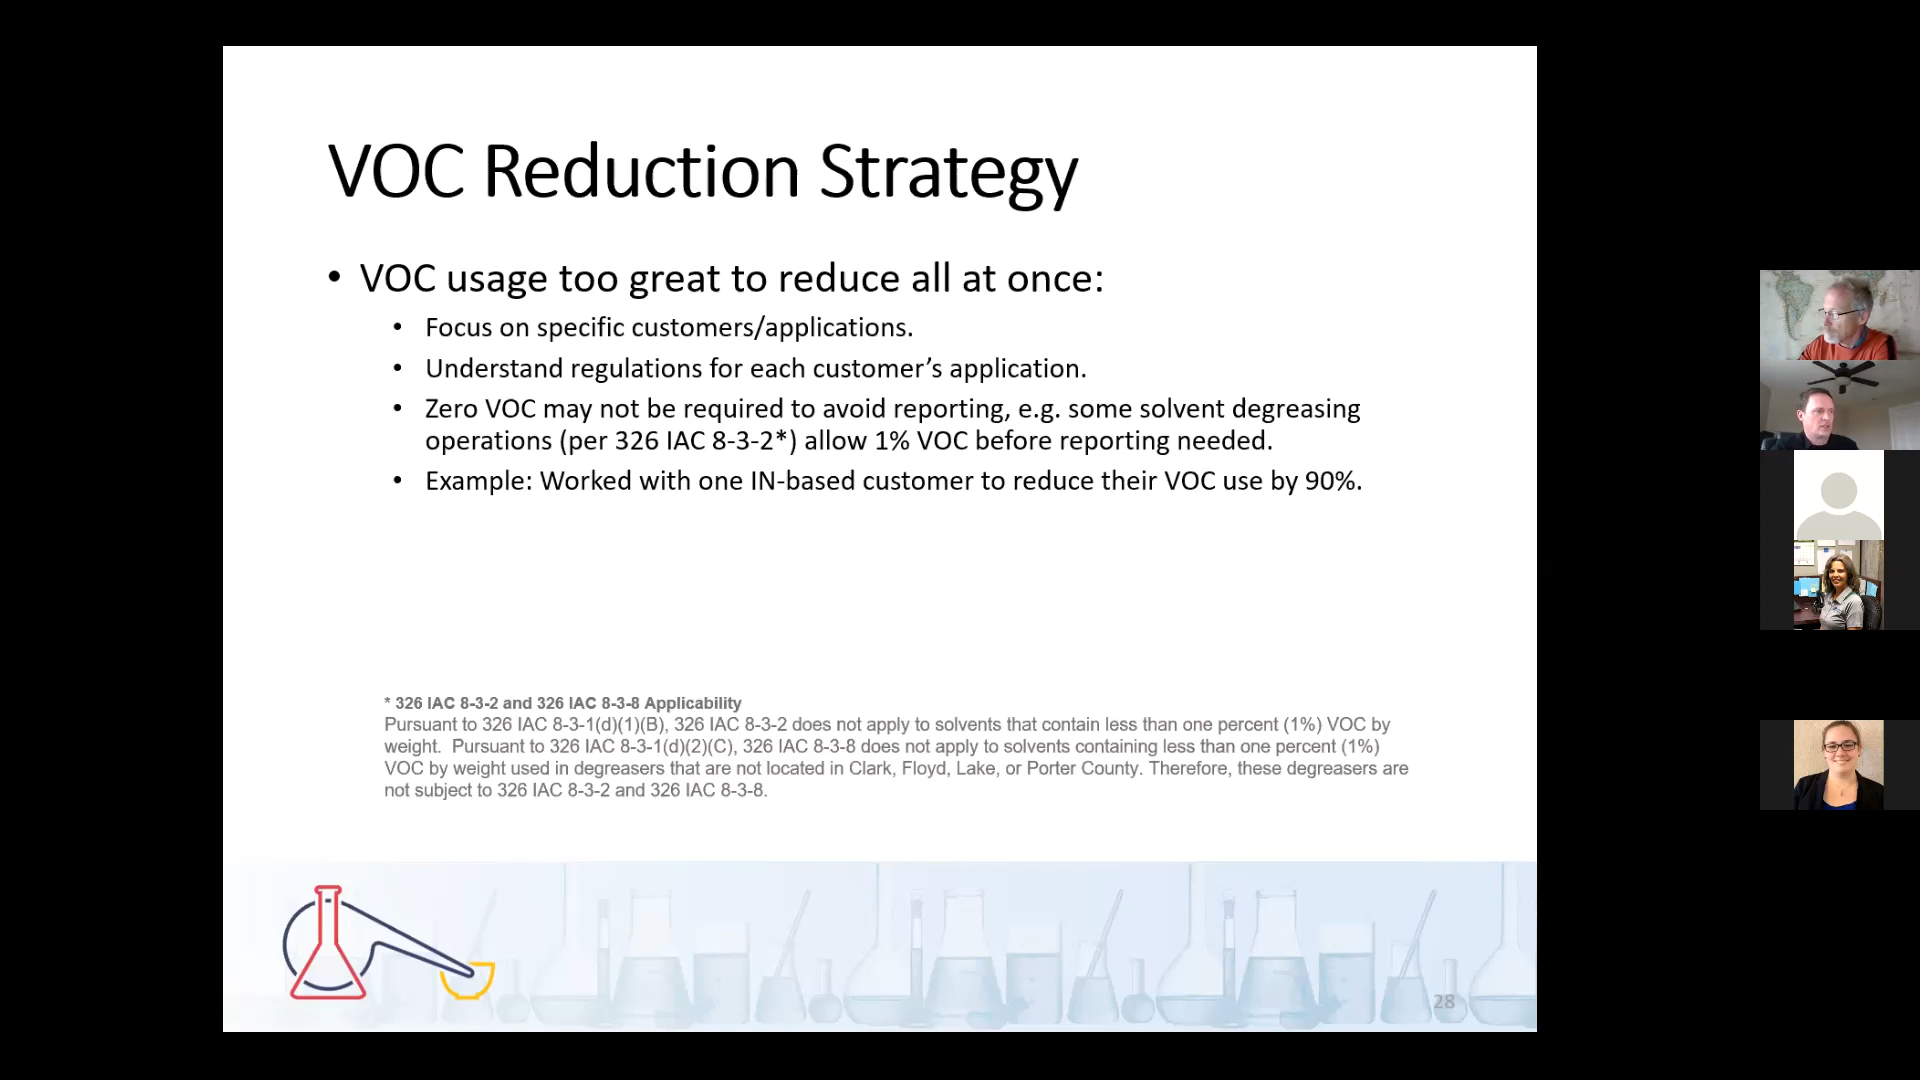 VOC Reduction Strategy
• VOC usage too great to reduce all at once:
• Focus on specific customers/applications.
• Understand regulations for each customer’s application.
• Zero VOC may not be required to avoid reporting, e.g. some solvent degreasing
operations (per 326 IAC 8-3-2*) allow 1% VOC before reporting needed.
• Example: Worked with one IN-based customer to reduce their VOC use by 90%.
* 326 IAC 8-3-2 and 326 IAC 8-3-8 Applicability
Pursuant to 326 IAC 8-3-1(d)(1)(B), 326 IAC 8-3-2 does not apply to solvents that contain less than one percent (1%) VOC by
weight.  Pursuant to 326 IAC 8-3-1(d)(2)(C), 326 IAC 8-3-8 does not apply to solvents containing less than one percent (1%)
VOC by weight used in degreasers that are not located in Clark, Floyd, Lake, or Porter County. Therefore, these degreasers are
not subject to 326 IAC 8-3-2 and 326 IAC 8-3-8.
28